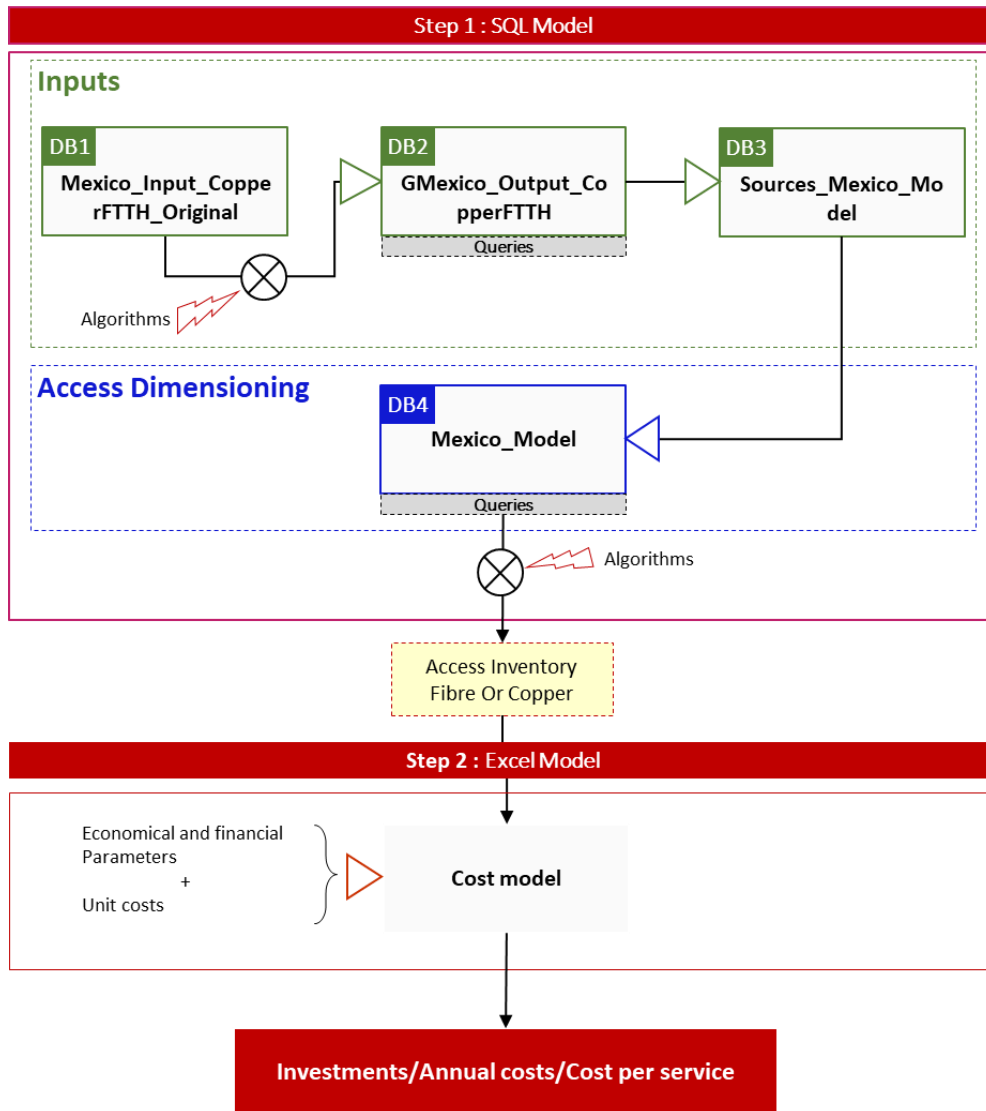 Step 1 : SQL Model
Inputs
DB1
Mexico_Input_Coppe
rFTTH_Original
DB2
GMexico_Output_Co
pperFTTH
Queries
DB3
Sources_Mexico_Mo
del
Algorithms
Access Dimensioning
DB4
Mexico_Model
Queries
Algorithms
Access Inventory
Fibre Or Copper
Step 2 : Excel Model
Economical and financial
Parameters
+
Unit costs
Cost model
Investments/Annual costs/Cost per service